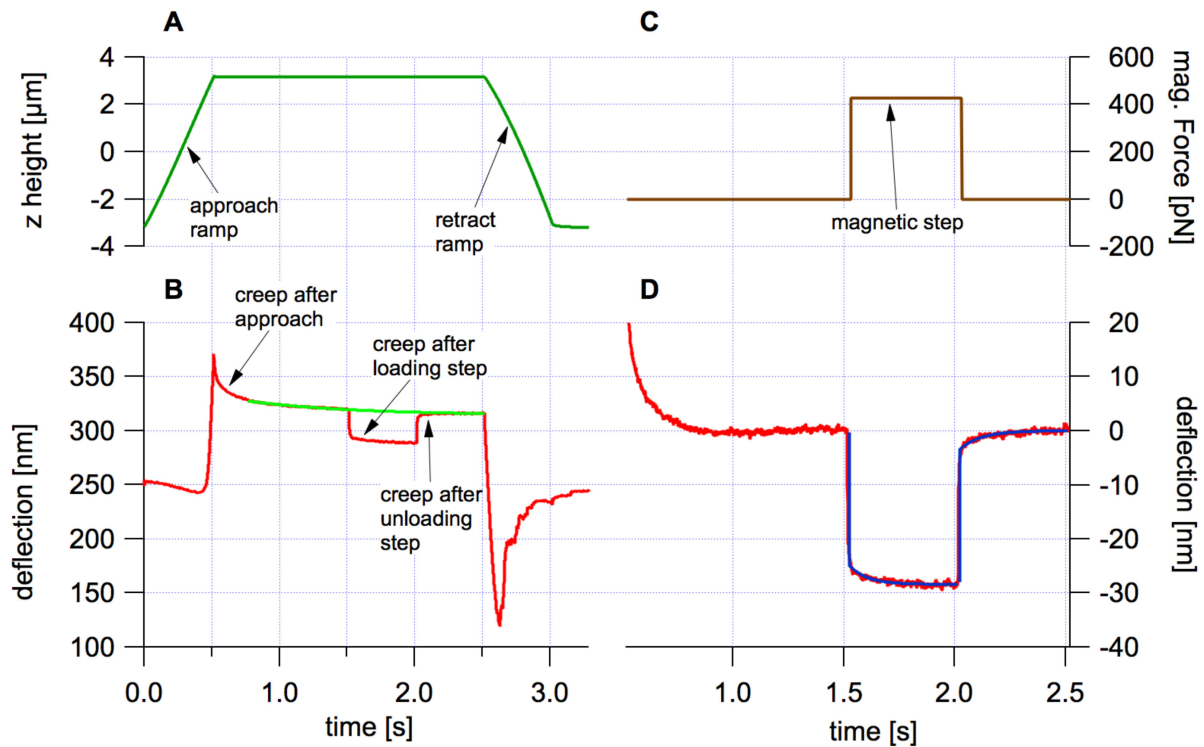 A
z height [µm]
4
2
0
-2
-4
approach
ramp
retract
ramp
C
600
400
200
0
-200
mag. Force [pN]
magnetic step
B
deflection [nm]
400
350
300
250
200
150
100
creep after
approach
creep after
loading step
creep after
unloading
step
0.0
1.0
2.0
3.0
time [s]
D
20
10
0
-10
-20
-30
-40
deflection [nm]
1.0
1.5
2.0
2.5
time [s]